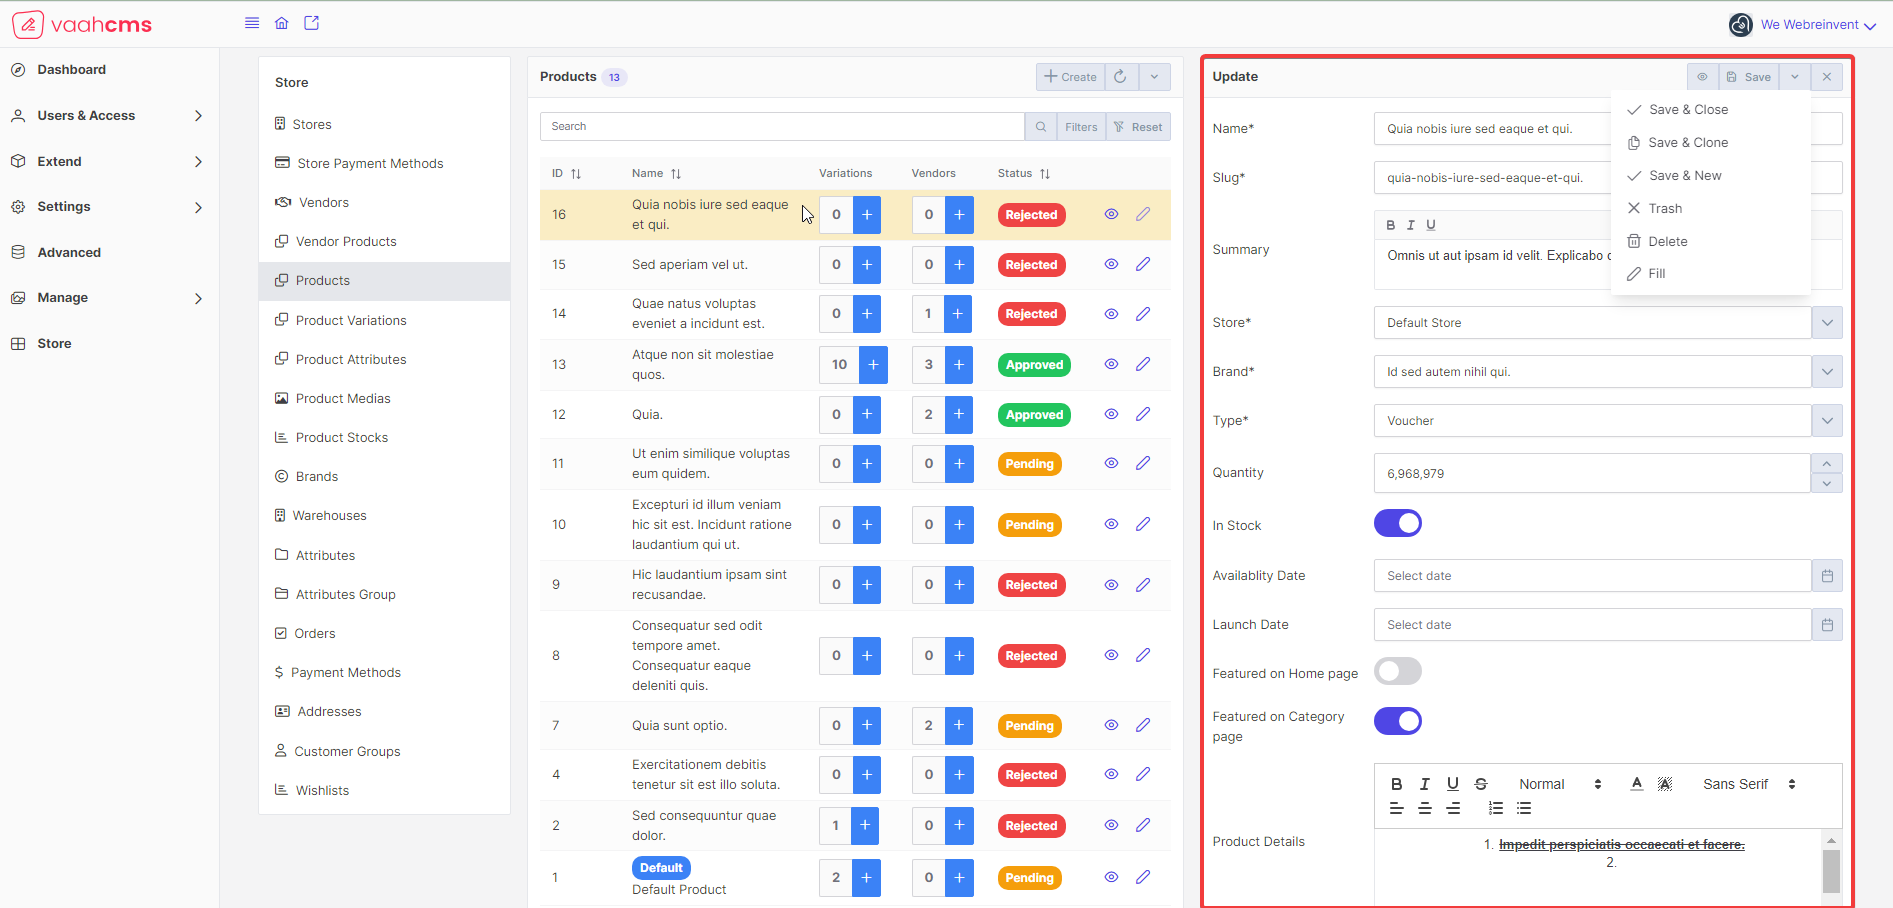 vaahcms
We Webreinvent
Dashboard
Users & Access
Extend
Settings
Advanced
Manage
Store
Store
Stores
Store Payment Methods
Vendors
Vendor Products
Products
Product Variations
Product Attributes
Product Medias
Product Stocks
Brands
Warehouses
Attributes
Attributes Group
Orders
$ Payment Methods
Addresses
Customer Groups
Wishlists
Products 13
+ Create
Search
Filters
Reset
ID Name Variations Vendors Status
16 Quia nobis iure sed eaque 0 + 0 + Rejected
et qui.
15 Sed aperiam vel ut. 0 + 0 + Rejected
14 Quae natus voluptas 0 + 1 + Rejected
eveniet a incidunt est.
13 Atque non sit molestiae 10 + 3 + Approved
quos.
12 Quia. 0 + 2 + Approved
11 Ut enim similique voluptas 0 + 0 + Pending
eum quidem.
10 Excepturi id illum veniam 0 + 0 + Pending
hic sit est. Incidunt ratione
laudantium qui ut.
9 Hic laudantium ipsam sint 0 + 0 + Rejected
recusandae.
8 Consequatur sed odit 0 + 0 + Rejected
tempore amet.
Consequatur eaque
deleniti quis.
7 Quia sunt optio. 0 + 2 + Pending
4 Exercitationem debitis 0 + 0 + Rejected
tenetur sit est illo soluta.
2 Sed consequuntur quae 1 + 0 + Rejected
dolor.
1 Default 2 + 0 + Pending
Default Product
Update
Save
Save & Close
Save & Clone
Save & New
Trash
Delete
Fill
Name* Quia nobis iure sed eaque et qui.
Slug* quia-nobis-iure-sed-eaque-et-qui.
B I U
Summary
Omnis ut aut ipsam id velit. Explicabo
Store* Default Store
Brand* Id sed autem nihil qui.
Type* Voucher
Quantity 6,968,979
In Stock
Availablity Date Select date
Launch Date Select date
Featured on Home page
Featured on Category
page
B I U S Normal A A Sans Serif
Product Details
1. Impedit perspiciatis occaecati et facere.
2.